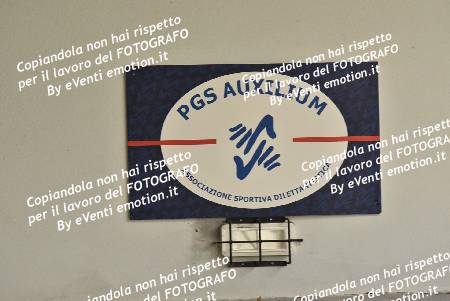 Copiandola non hai rispetto
per il lavoro del FOTOGRAFO
By eVenti emotion.it
Copiandola non hai rispetto
per il lavoro del FOTOGRAFO
By eVenti emotion.it
PGS AUXILIUM
ASSOCIAZIONE SPORTIVA DILETTANTISTICA
Copiandola non hai rispetto
per il lavoro del FOTOGRAFO
By eVenti emotion.it
Copiandola non hai rispetto
per il lavoro del FOTOGRAFO
By eVenti emotion.it
Copiandola non hai rispetto
per il lavoro del FOTOGRAFO
Copiandola non hai rispetto
per il lavoro del FOTOGRAFO